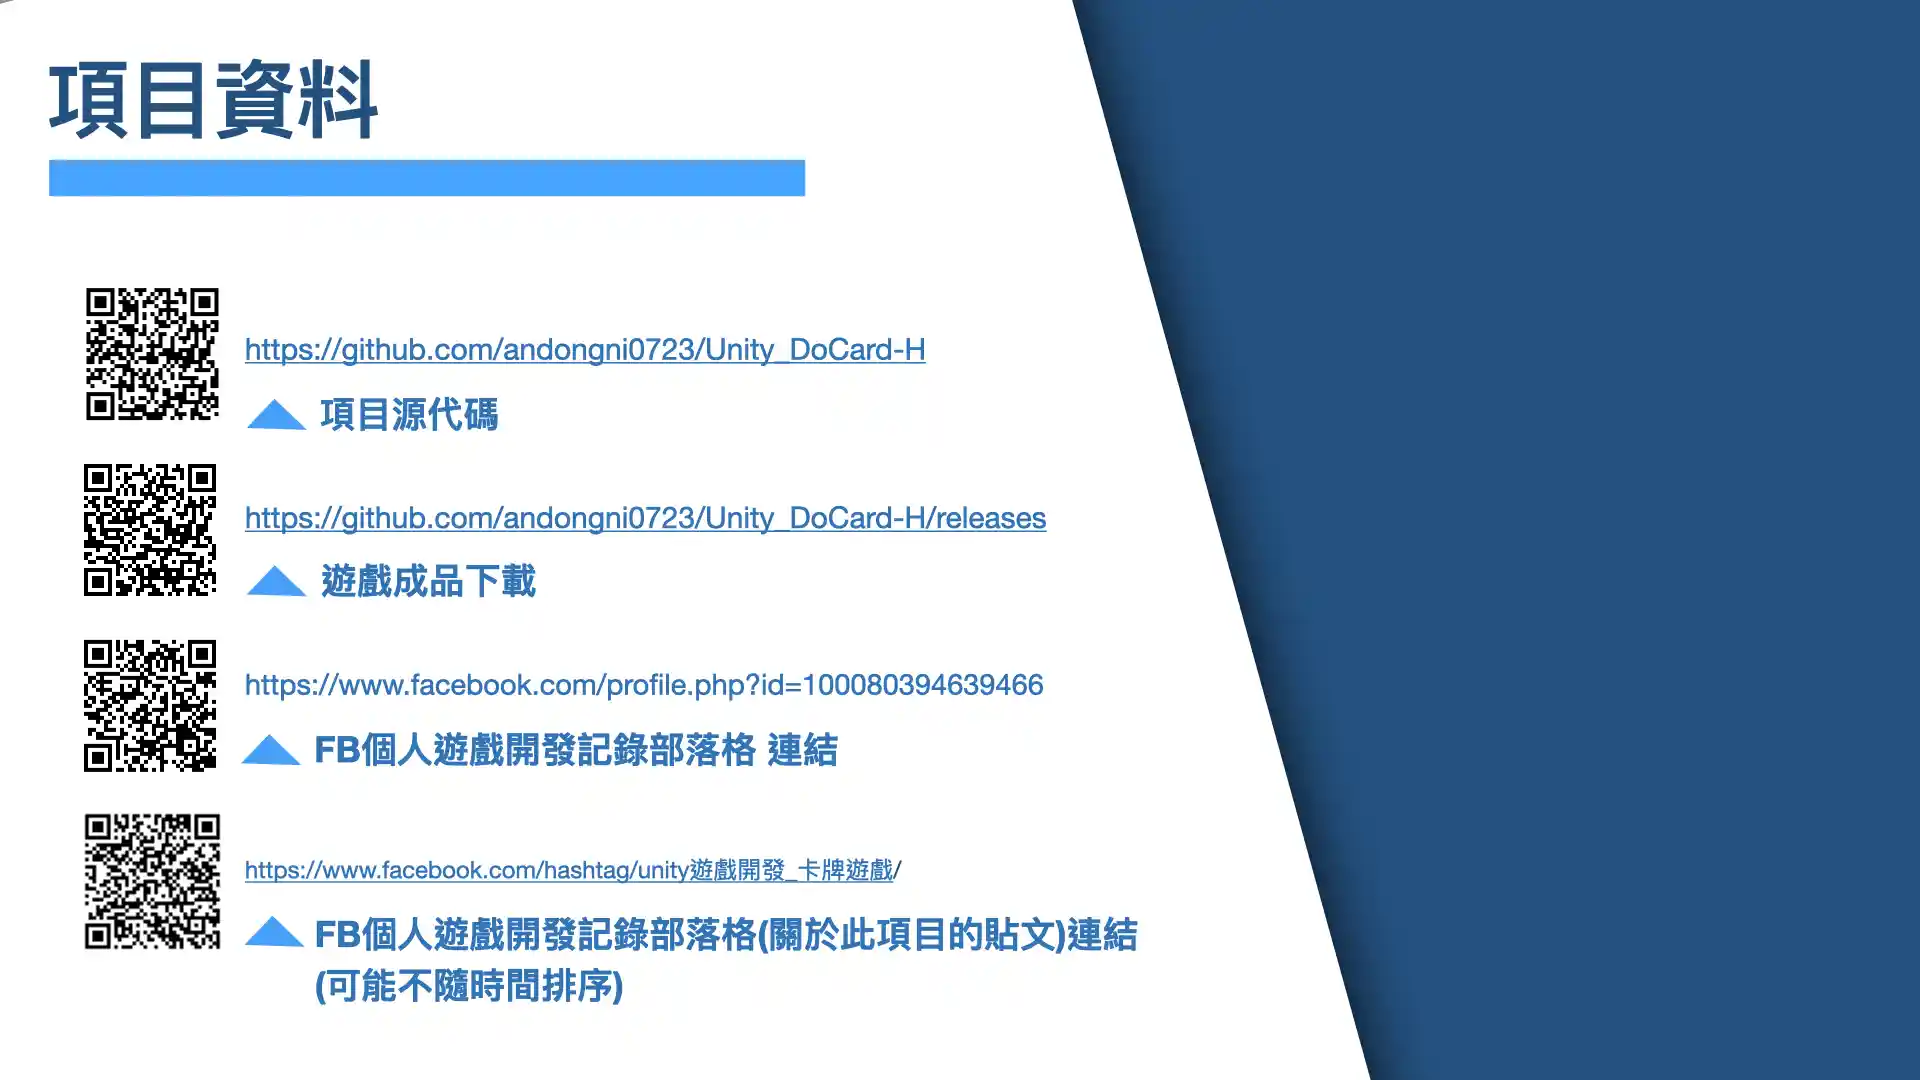 項目資料
https://github.com/andongni0723/Unity_DoCard-H
項目源代碼
https://github.com/andongni0723/Unity_DoCard-H/releases
遊戲成品下載
https://www.facebook.com/profile.php?id=100080394639466
FB個人遊戲開發記錄部落格 連結
https://www.facebook.com/hashtag/unity遊戲開發_卡牌遊戲/
FB個人遊戲開發記錄部落格(關於此項目的貼文)連結
(可能不隨時間排序)